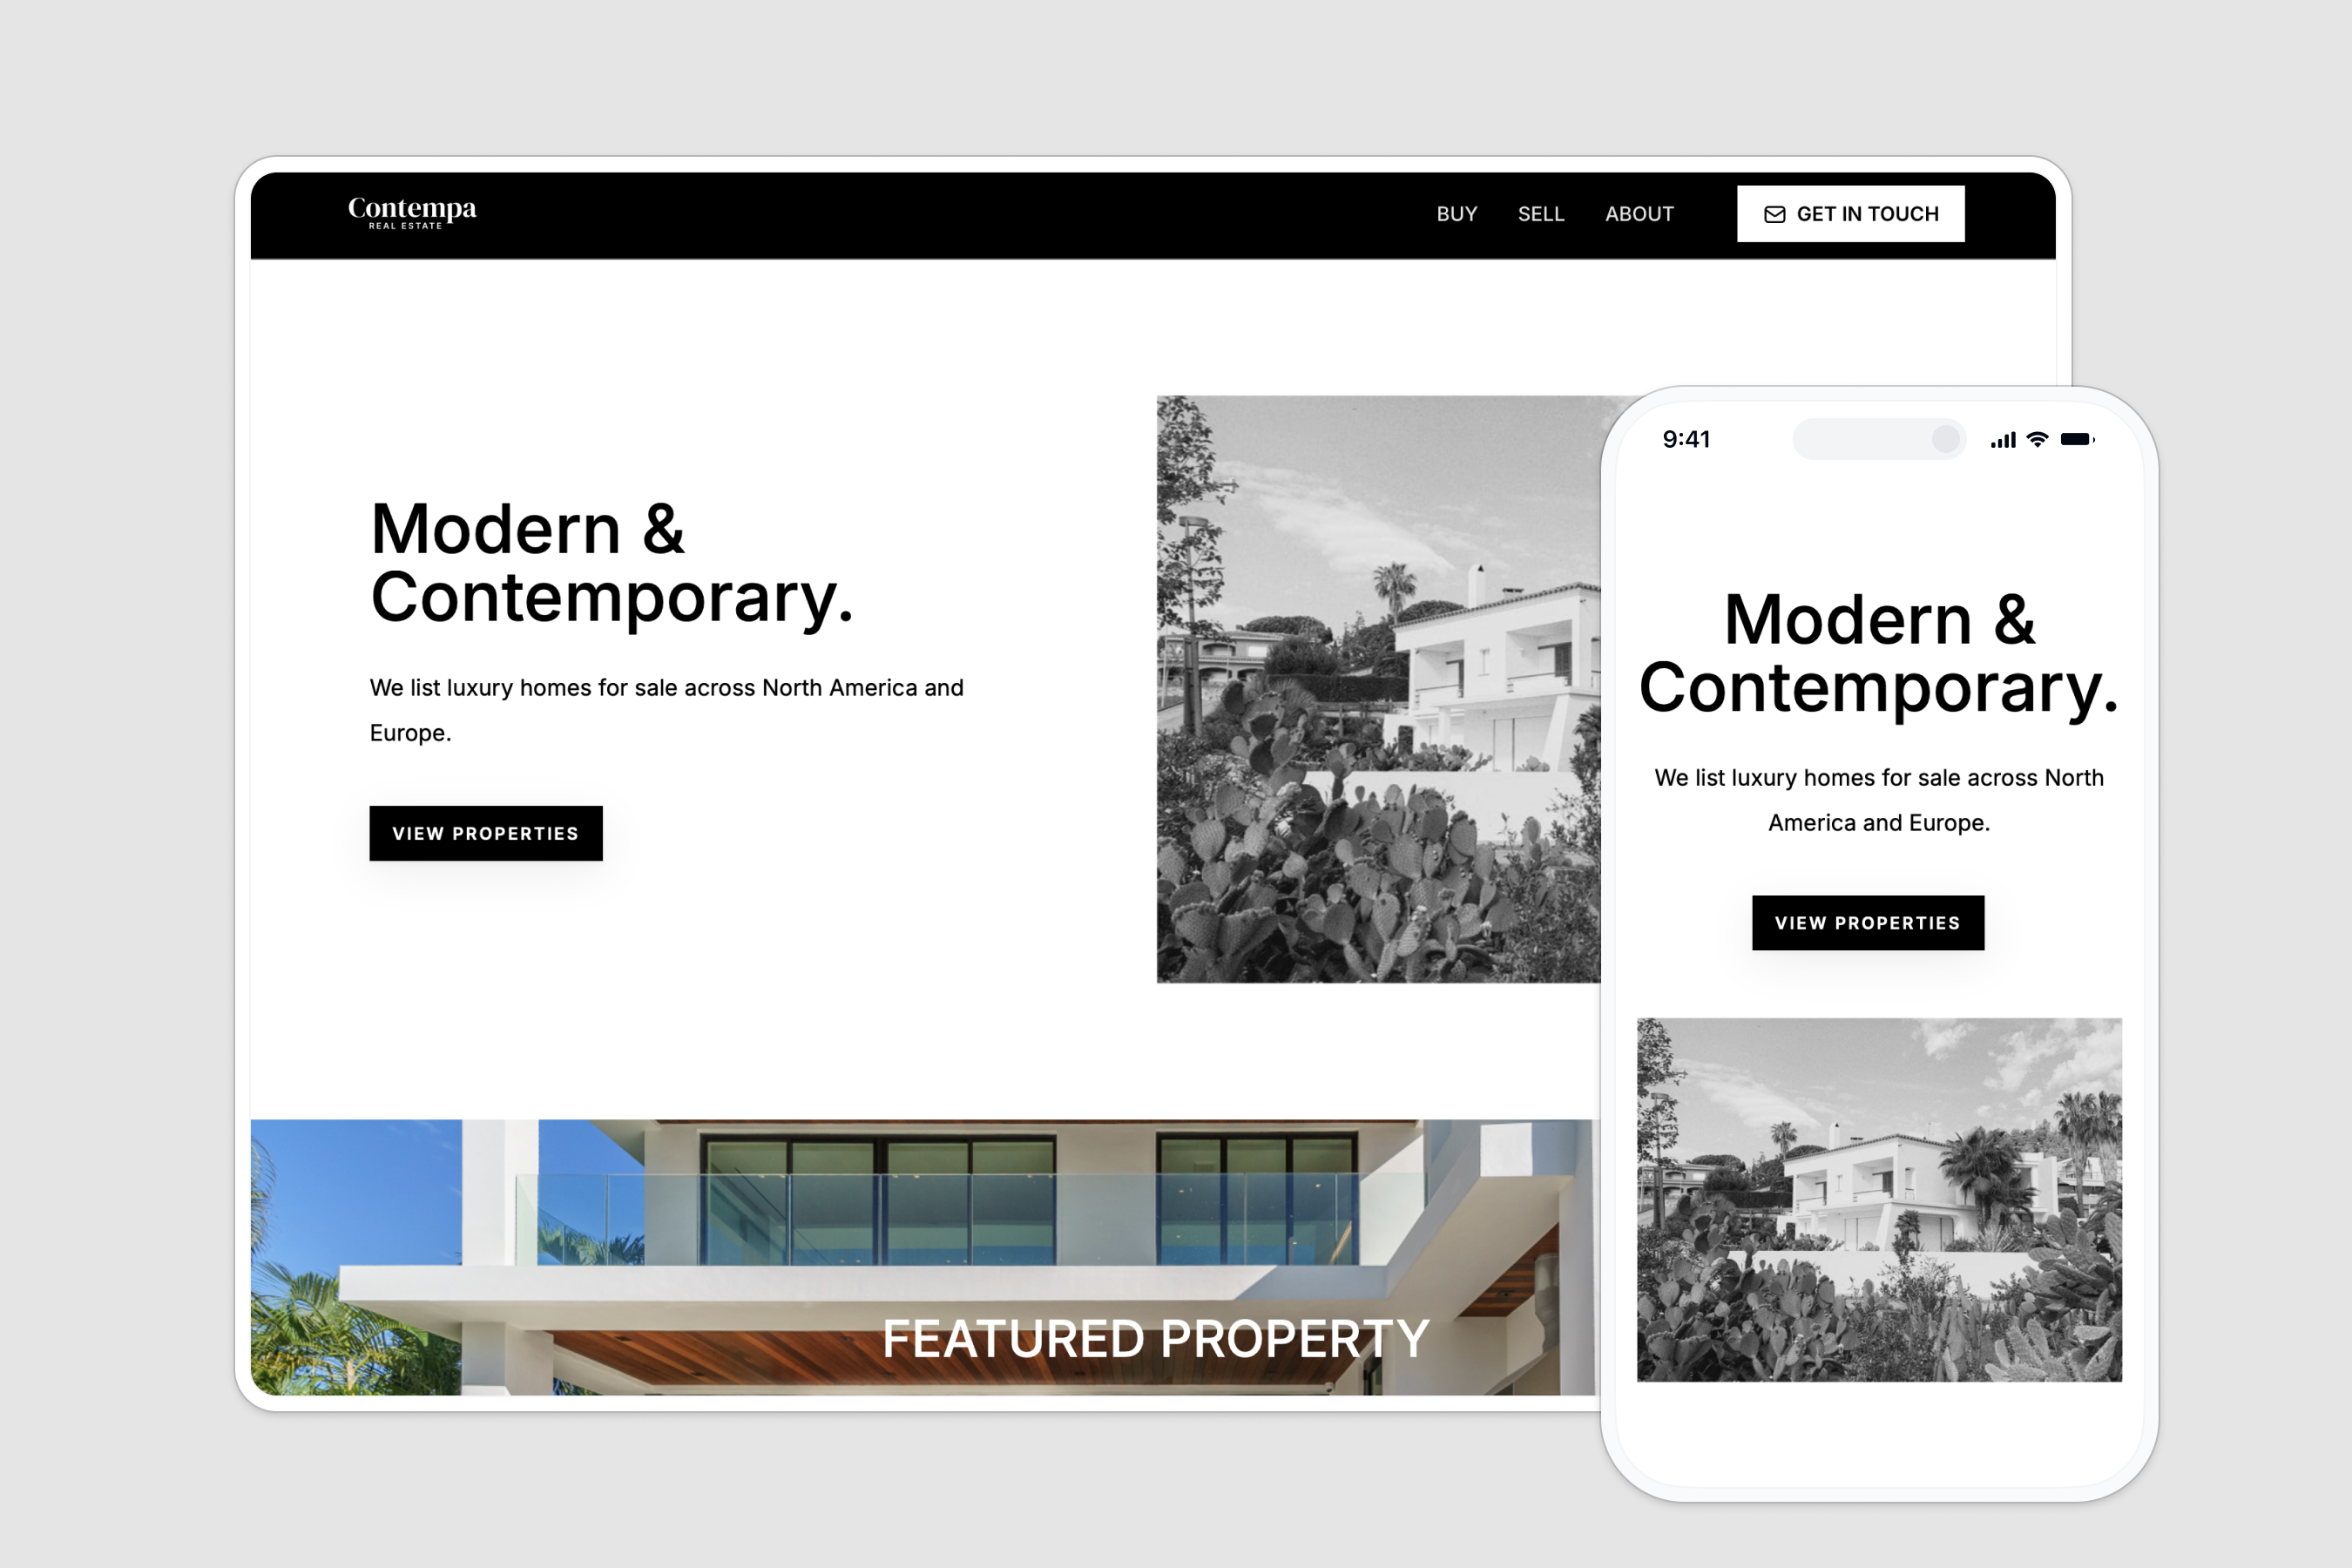 Contempa
REAL ESTATE
BUY SELL ABOUT GET IN TOUCH
Modern &
Contemporary.
We list luxury homes for sale across North America and
Europe.
VIEW PROPERTIES
FEATURED PROPERTY
9:41
Modern &
Contemporary.
We list luxury homes for sale across North
America and Europe.
VIEW PROPERTIES